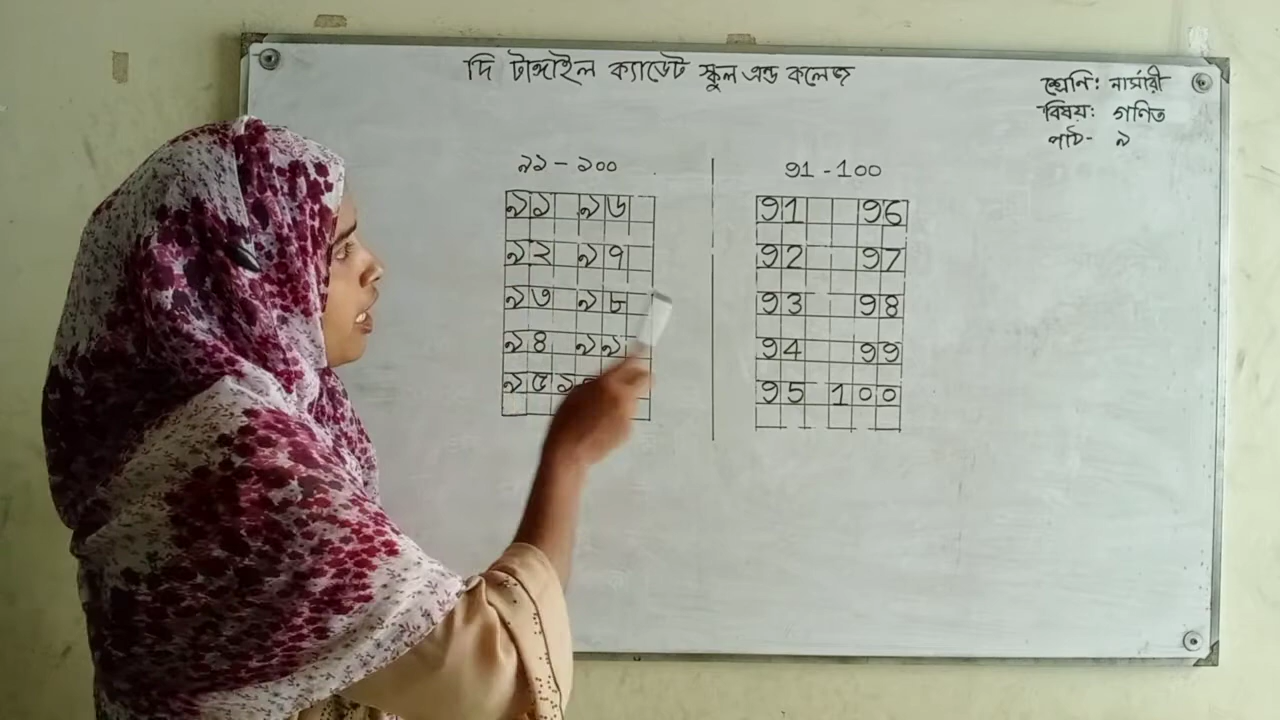 দি টাঙ্গাইল ক্যাডেট স্কুল এন্ড কলেজ
শ্রেণি: নার্সারী
বিষয়: গণিত
পাঠ- ৯
৯১ - ১০০
৯১ ৯৬
৯২ ৯৭
৯৩ ৯৮
৯৪ ৯৯
৯৫
91 - 100
91 96
92 97
93 98
94 99
95 100